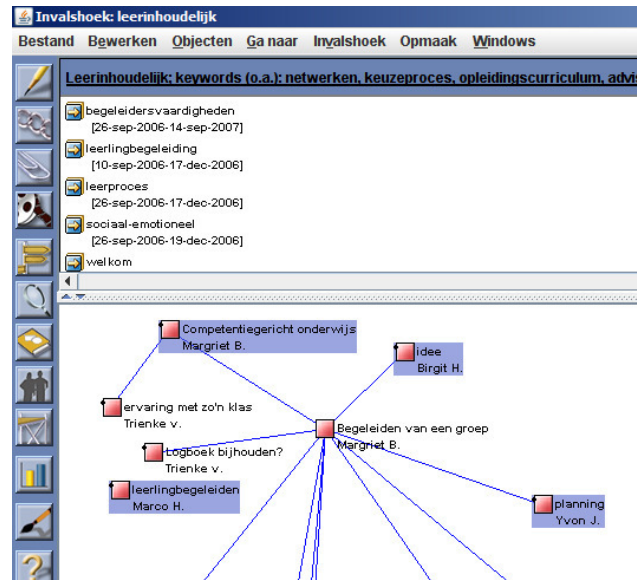 Invalshoek: leerinhoudelijk
Bestand Bewerken Objecten Ga naar Invalshoek Opmaak Windows
Leerinhoudelijk; keywords (o.a.): netwerken, keuzeproces, opleidingscurriculum, advi
begeleidersvaardigheden
[26-sep-2006-14-sep-2007]
leerlingbegeleiding
[10-sep-2006-17-dec-2006]
leerproces
[26-sep-2006-17-dec-2006]
sociaal-emotioneel
[26-sep-2006-19-dec-2006]
welkom
Competentiegericht onderwijs
Margriet B.
idee
Birgit H.
ervaring met zo'n klas
Trienke v.
Begeleiden van een groep
Margriet B.
Logboek bijhouden?
Trienke v.
leerlingbegeleiden
Marco H.
planning
Yvon J.
?